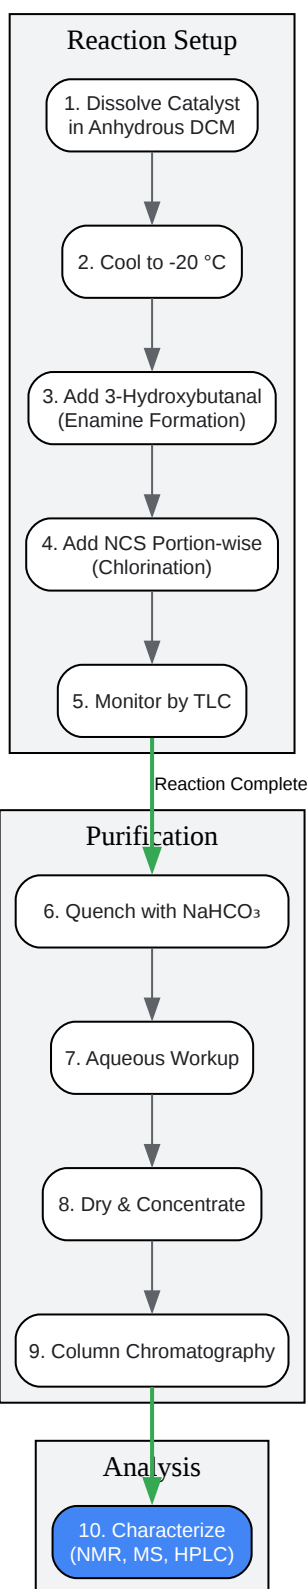 Reaction Setup
1. Dissolve Catalyst
in Anhydrous DCM
2. Cool to -20 °C
3. Add 3-Hydroxybutanal
(Enamine Formation)
4. Add NCS Portion-wise
(Chlorination)
5. Monitor by TLC
Reaction Complete
Purification
6. Quench with NaHCO₃
7. Aqueous Workup
8. Dry & Concentrate
9. Column Chromatography
Analysis
10. Characterize
(NMR, MS, HPLC)